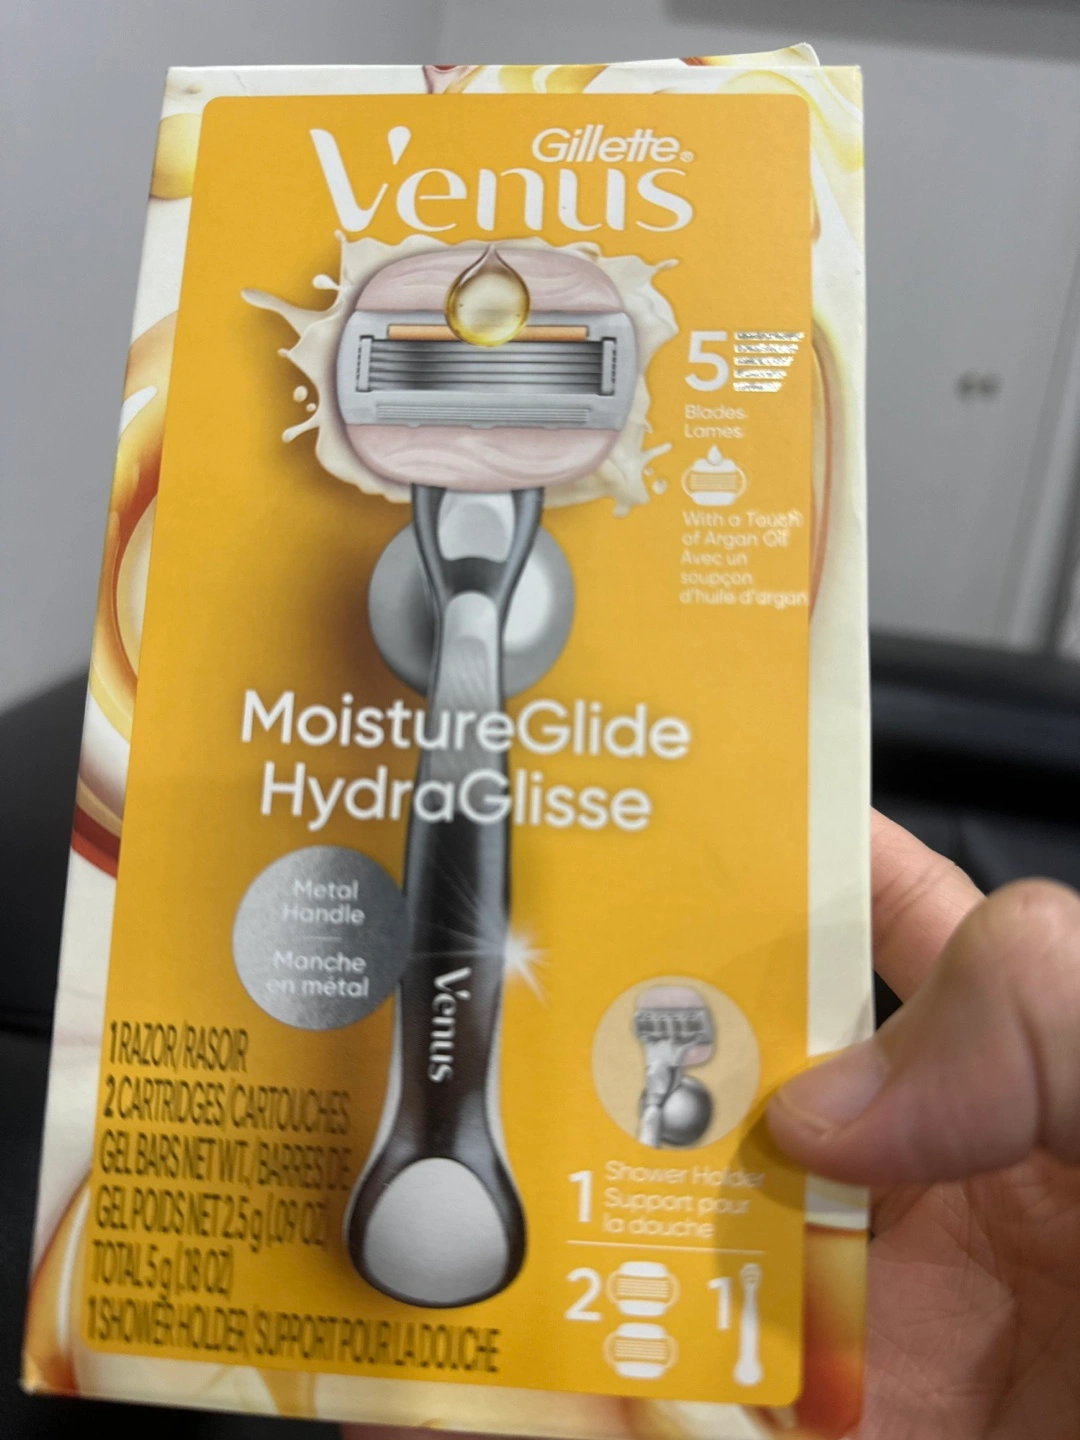 Gillette®
Venus
5
Blades
Lames
With a Touch
of Argan Oil
Avec un
soupçon
d'huile d'argan
MoistureGlide
HydraGlisse
Metal
Handle
Manche
en métal
Venus
1 RAZOR/RASOIR
2 CARTRIDGES/CARTOUCHES
GEL BARS NET WT./BARRES DE
GEL POIDS NET 2.5 g (.09 OZ)
TOTAL 5 g (.18 OZ)
1 SHOWER HOLDER/SUPPORT POUR LA DOUCHE
1 Shower Holder
Support pour
la douche
2 1